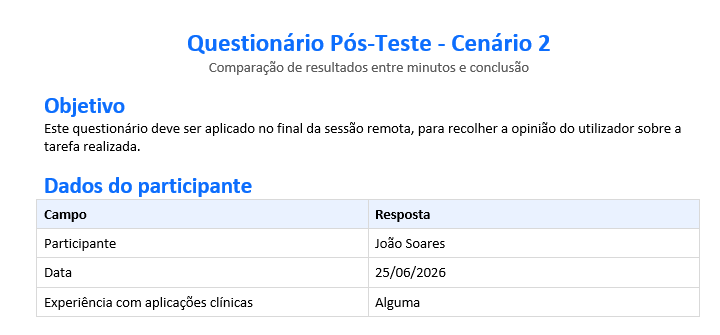 Questionário Pós-Teste - Cenário 2
Comparação de resultados entre minutos e conclusão
Objetivo
Este questionário deve ser aplicado no final da sessão remota, para recolher a opinião do utilizador sobre a
tarefa realizada.
Dados do participante
Campo Resposta
Participante João Soares
Data 25/06/2026
Experiência com aplicações clínicas Alguma